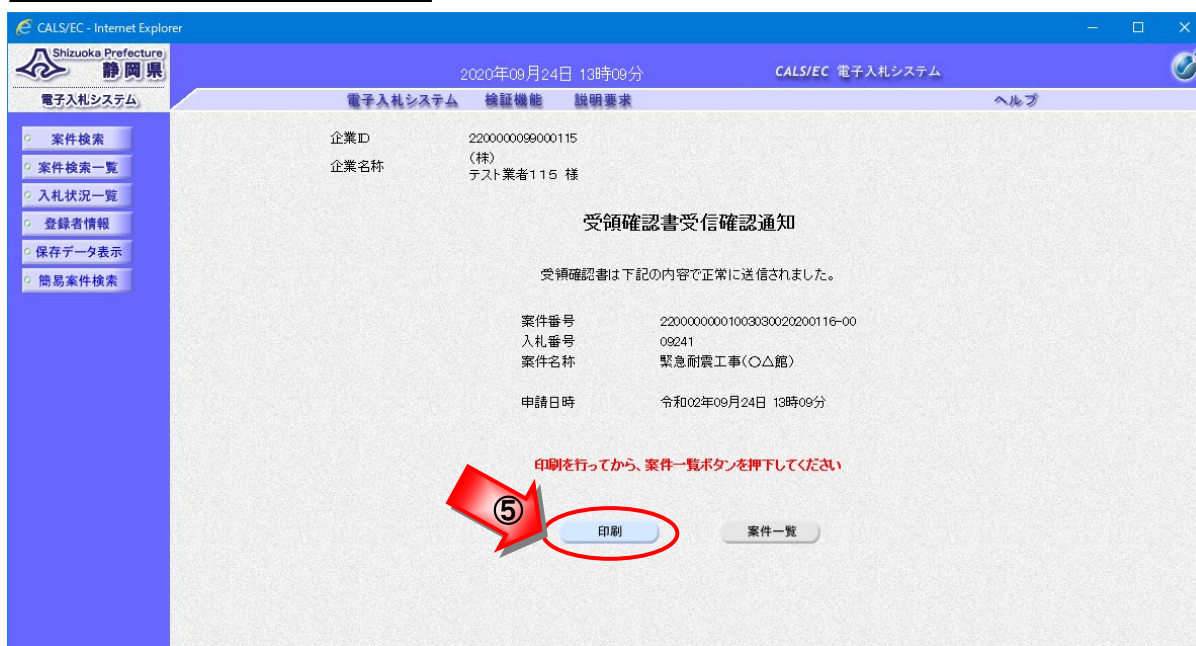 CALS/EC - Internet Explorer
Shizuoka Prefecture
静岡県
2020年09月24日 13時09分
CALS/EC 電子入札システム
電子入札システム
電子入札システム 検証機能 説明要求 ヘルプ
案件検索
案件検索一覧
入札状況一覧
登録者情報
保存データ表示
簡易案件検索
企業ID 2200000099000115
企業名称 (株)
テスト業者115 様
受領確認書受信確認通知
受領確認書は下記の内容で正常に送信されました。
案件番号 2200000000100303002020​0116-00
入札番号 09241
案件名称 緊急耐震工事(○△館)
申請日時 令和02年09月24日 13時09分
印刷を行ってから、案件一覧ボタンを押下してください
⑤
印刷 案件一覧